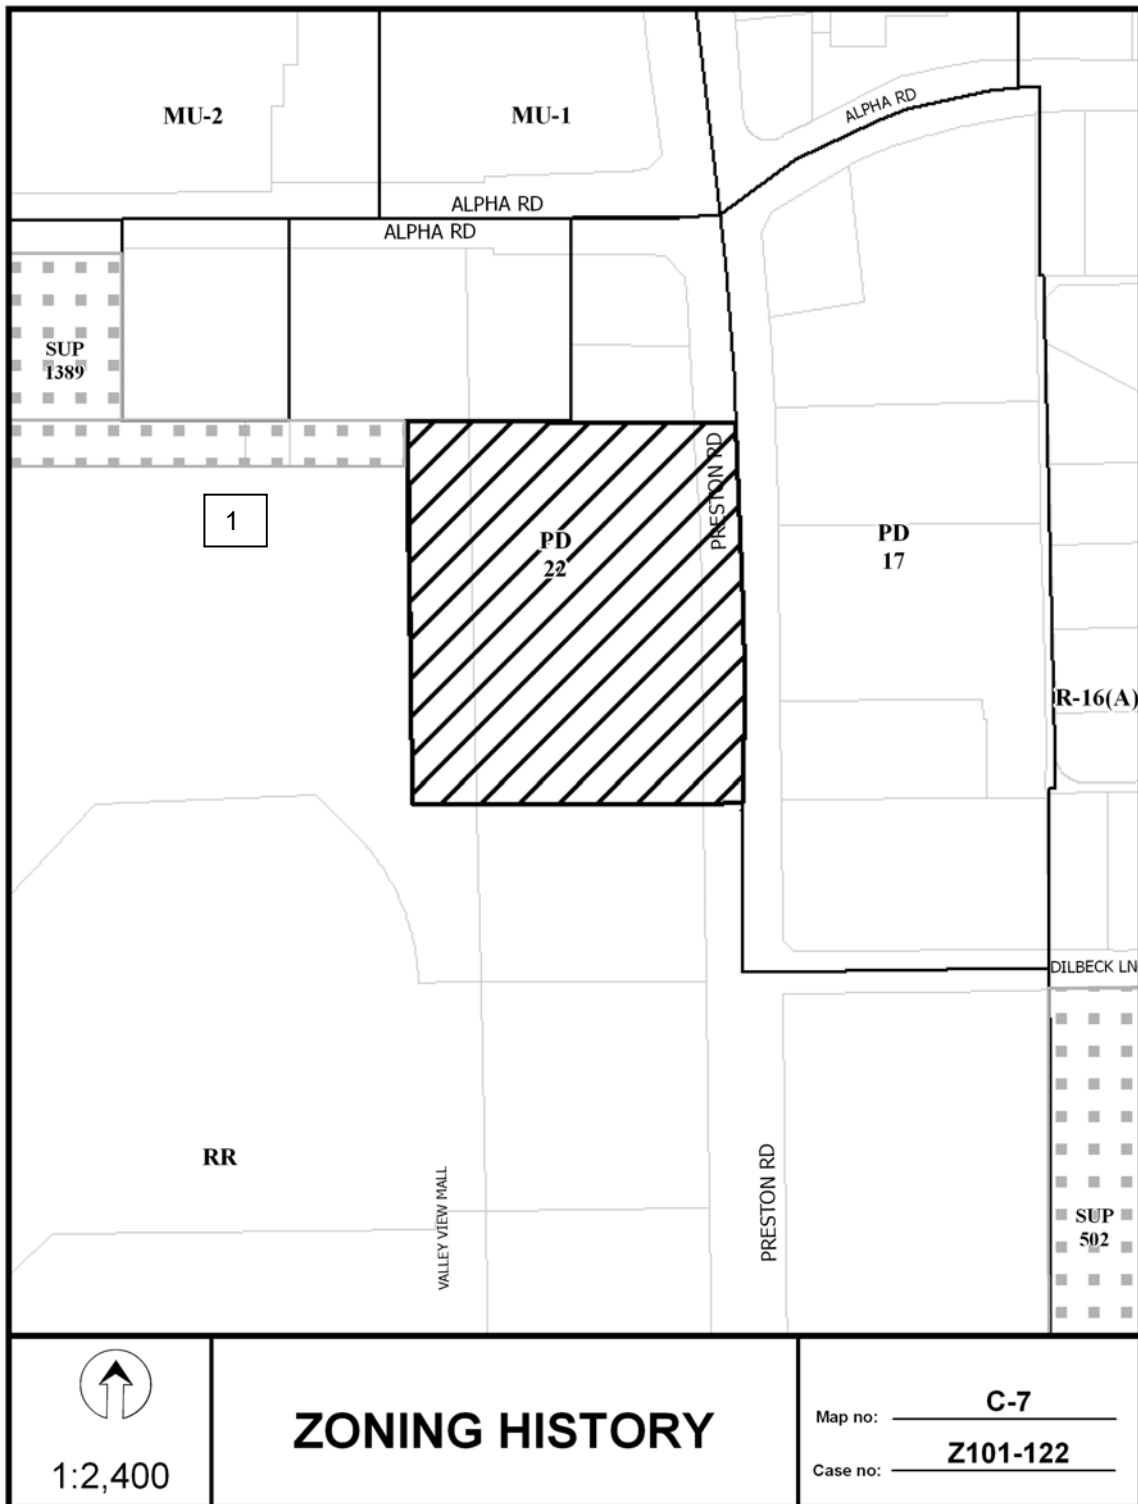 MU-2
MU-1
ALPHA RD
ALPHA RD
ALPHA RD
SUP
1389
1
PD
22
PRESTON RD
PD
17
R-16(A)
DILBECK LN
RR
VALLEY VIEW MALL
PRESTON RD
SUP
502
1:2,400
ZONING HISTORY
Map no: C-7
Case no: Z101-122